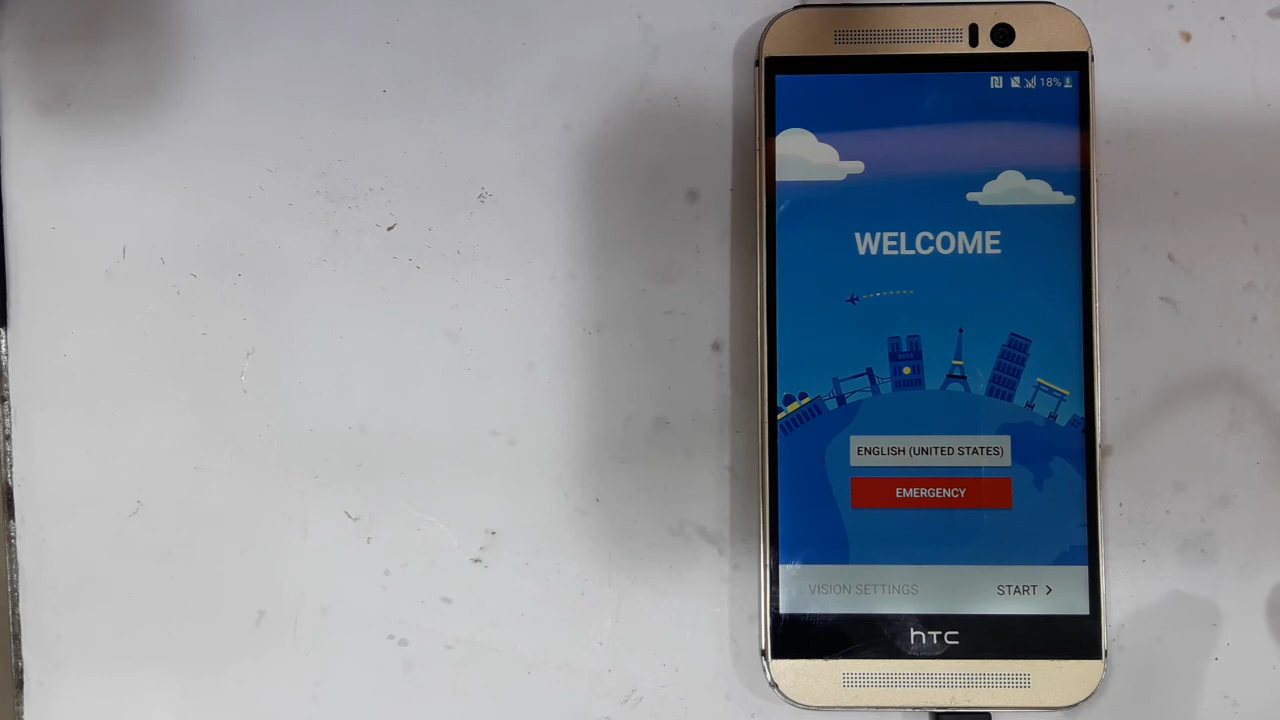 18%
WELCOME
ENGLISH (UNITED STATES)
EMERGENCY
VISION SETTINGS
START
hTC